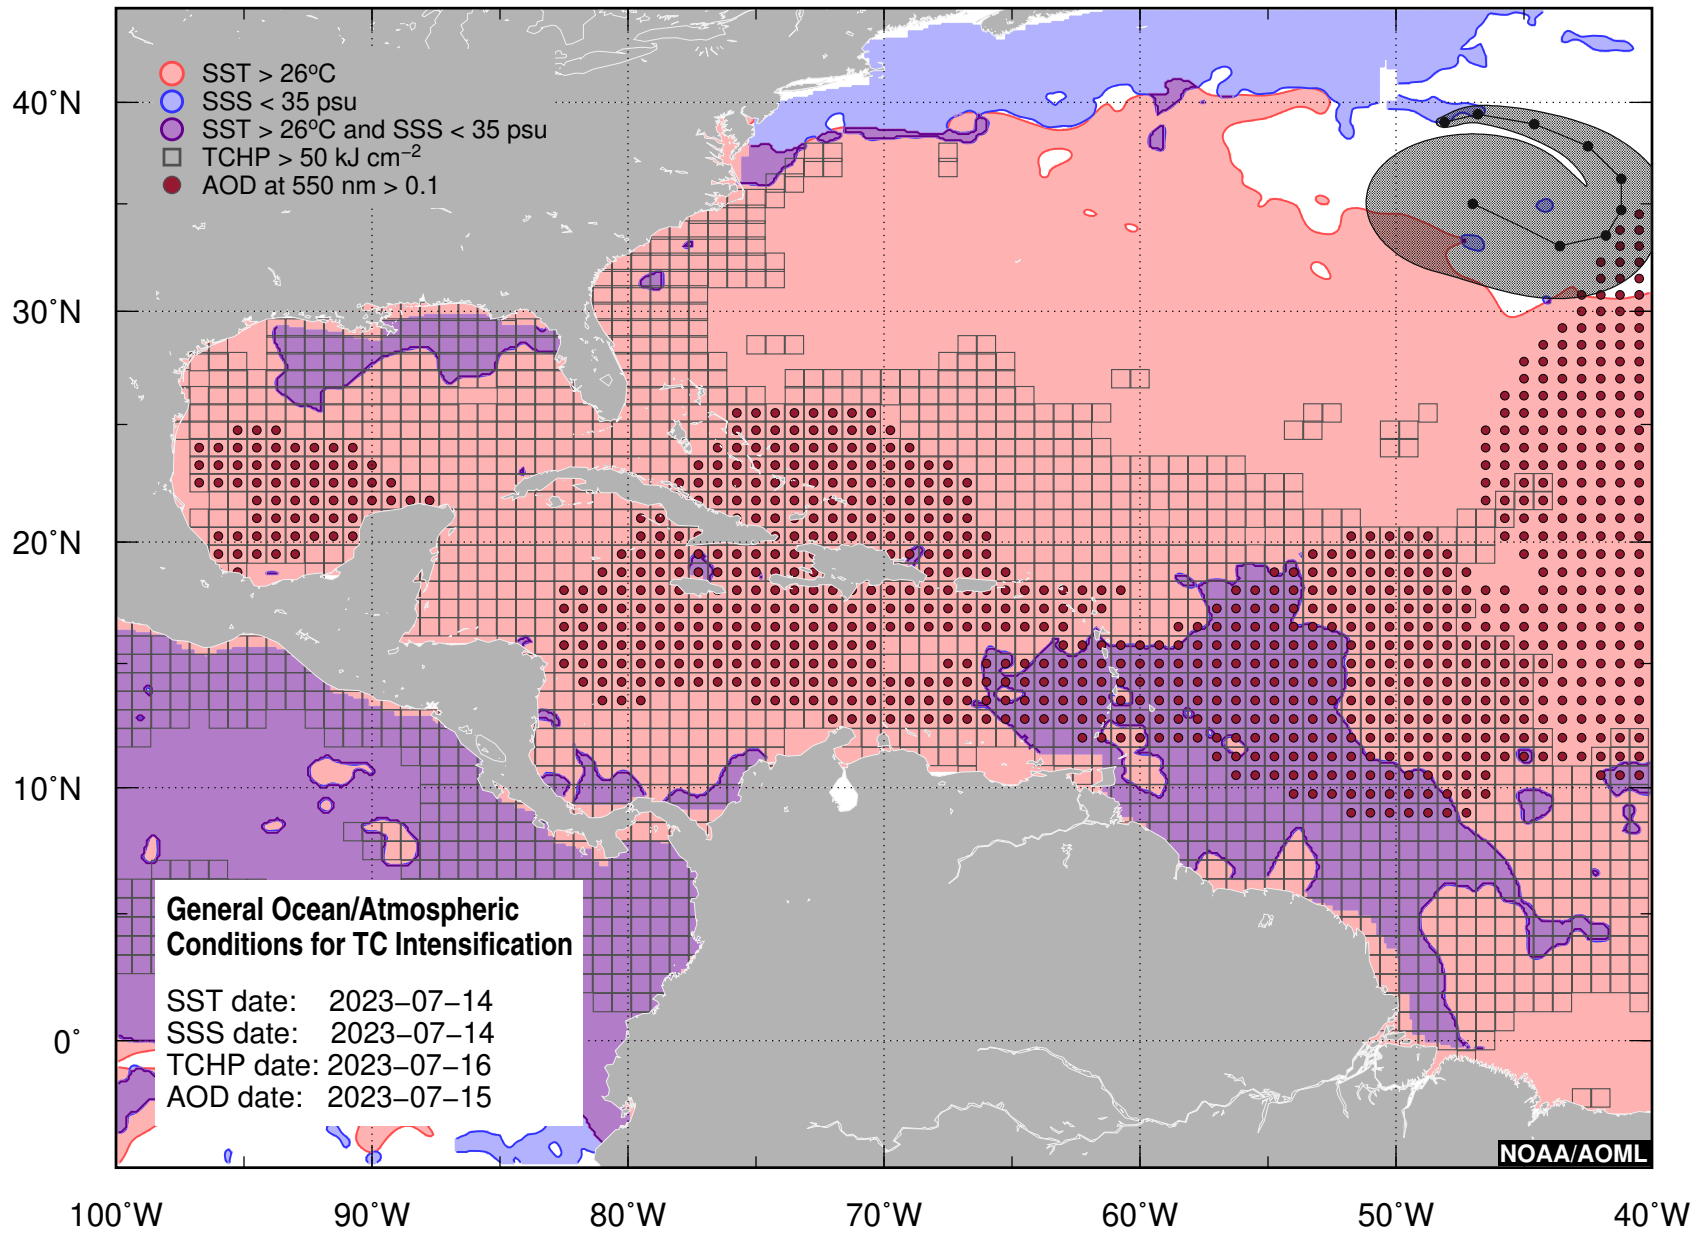 SST > 26°C
SSS < 35 psu
SST > 26°C and SSS < 35 psu
TCHP > 50 kJ cm⁻²
AOD at 550 nm > 0.1
40°N
30°N
20°N
10°N
0°
General Ocean/Atmospheric
Conditions for TC Intensification
SST date: 2023−07−14
SSS date: 2023−07−14
TCHP date: 2023−07−16
AOD date: 2023−07−15
NOAA/AOML
100°W 90°W 80°W 70°W 60°W 50°W 40°W